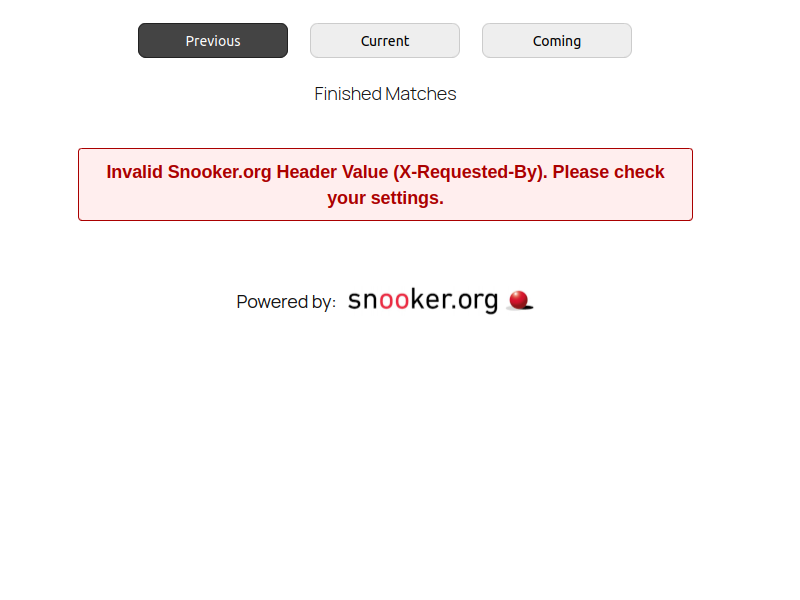 Previous Current Coming
Finished Matches
Invalid Snooker.org Header Value (X-Requested-By). Please check
your settings.
Powered by: snooker.org